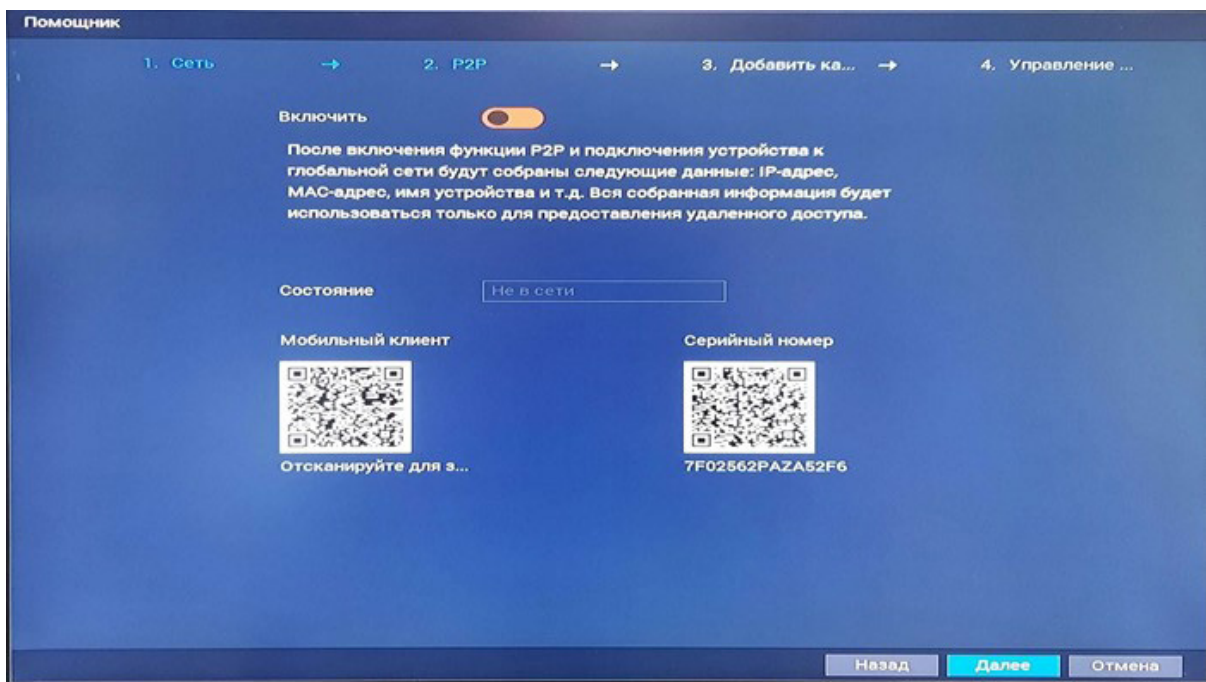 Помощник
1. Сеть → 2. P2P → 3. Добавить ка... → 4. Управление ...
Включить
После включения функции P2P и подключения устройства к
глобальной сети будут собраны следующие данные: IP-адрес,
MAC-адрес, имя устройства и т.д. Вся собранная информация будет
использоваться только для предоставления удаленного доступа.
Состояние Не в сети
Мобильный клиент Серийный номер
Отсканируйте для з... 7F02562PAZA52F6
Назад Далее Отмена